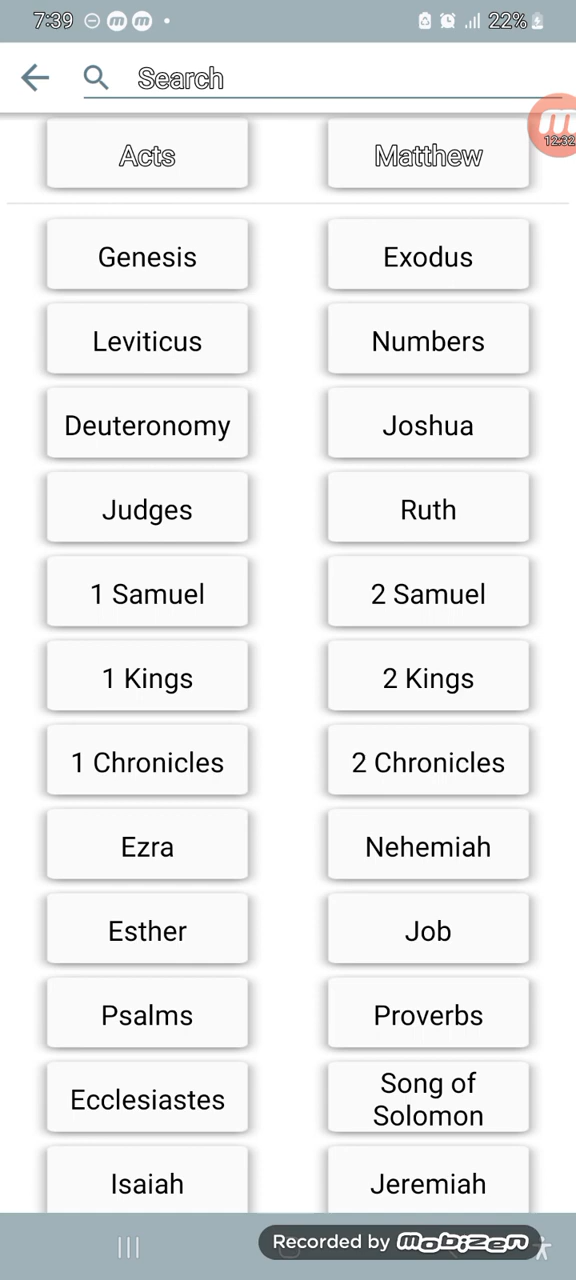 7:39 22%
Search
12:32
Acts Matthew
Genesis Exodus
Leviticus Numbers
Deuteronomy Joshua
Judges Ruth
1 Samuel 2 Samuel
1 Kings 2 Kings
1 Chronicles 2 Chronicles
Ezra Nehemiah
Esther Job
Psalms Proverbs
Ecclesiastes Song of
Solomon
Isaiah Jeremiah
Recorded by mobizen